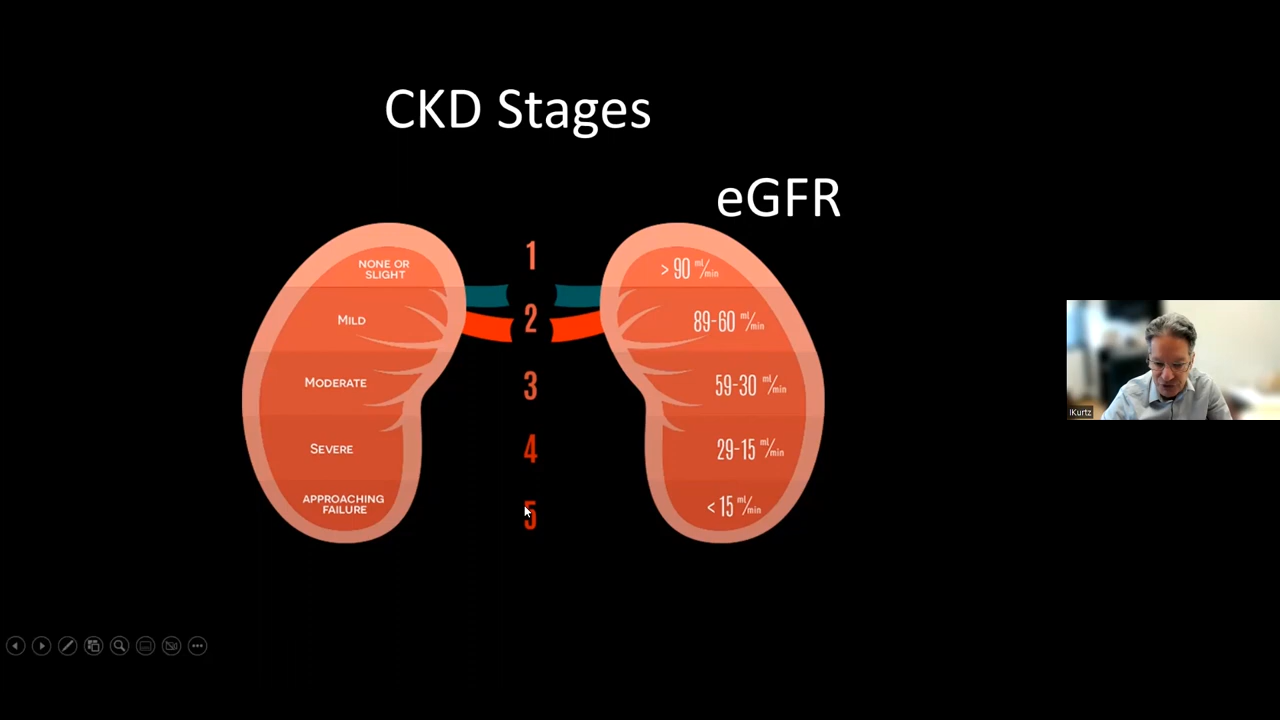 CKD Stages
eGFR
1
NONE OR
SLIGHT
> 90 ml/min
2
MILD
89-60 ml/min
3
MODERATE
59-30 ml/min
4
SEVERE
29-15 ml/min
5
APPROACHING
FAILURE
< 15 ml/min
IKurtz